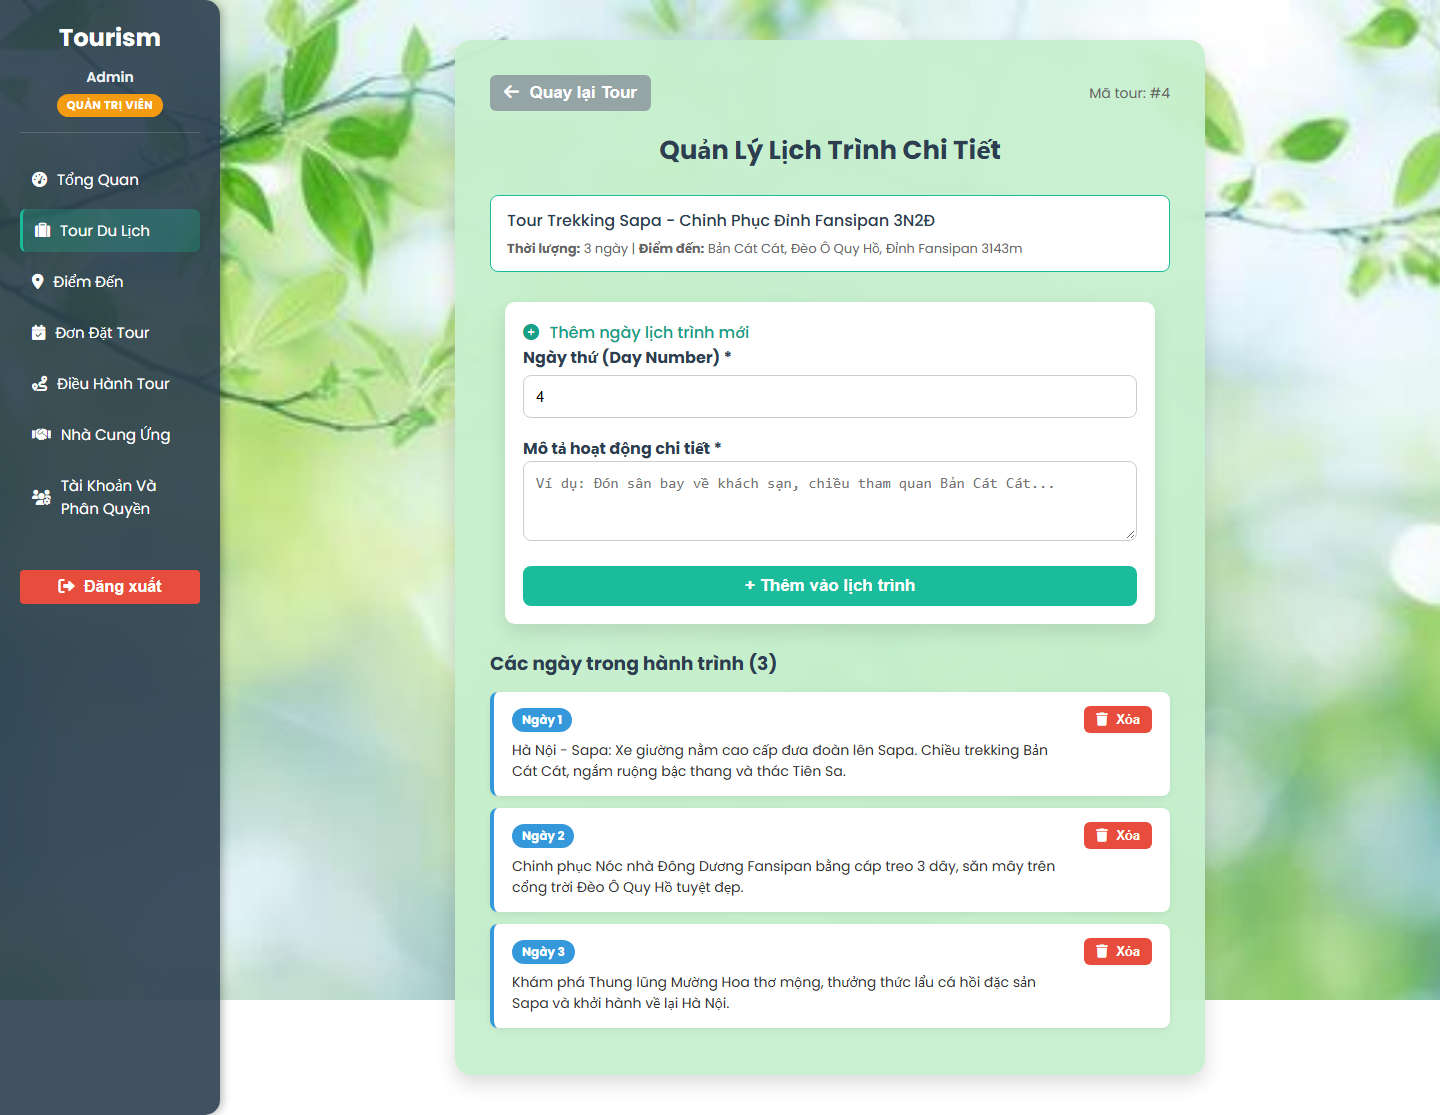 Tourism
Admin
QUẢN TRỊ VIÊN
Tổng Quan
Tour Du Lịch
Điểm Đến
Đơn Đặt Tour
Điều Hành Tour
Nhà Cung Ứng
Tài Khoản Và
Phân Quyền
Đăng xuất
Quay lại Tour
Mã tour: #4
Quản Lý Lịch Trình Chi Tiết
Tour Trekking Sapa - Chinh Phục Đỉnh Fansipan 3N2Đ
Thời lượng: 3 ngày | Điểm đến: Bản Cát Cát, Đèo Ô Quy Hồ, Đỉnh Fansipan 3143m
Thêm ngày lịch trình mới
Ngày thứ (Day Number) *
4
Mô tả hoạt động chi tiết *
Ví dụ: Đón sân bay về khách sạn, chiều tham quan Bản Cát Cát...
+ Thêm vào lịch trình
Các ngày trong hành trình (3)
Ngày 1
Xóa
Hà Nội - Sapa: Xe giường nằm cao cấp đưa đoàn lên Sapa. Chiều trekking Bản
Cát Cát, ngắm ruộng bậc thang và thác Tiên Sa.
Ngày 2
Xóa
Chinh phục Nóc nhà Đông Dương Fansipan bằng cáp treo 3 dây, săn mây trên
cổng trời Đèo Ô Quy Hồ tuyệt đẹp.
Ngày 3
Xóa
Khám phá Thung lũng Mường Hoa thơ mộng, thưởng thức lẩu cá hồi đặc sản
Sapa và khởi hành về lại Hà Nội.